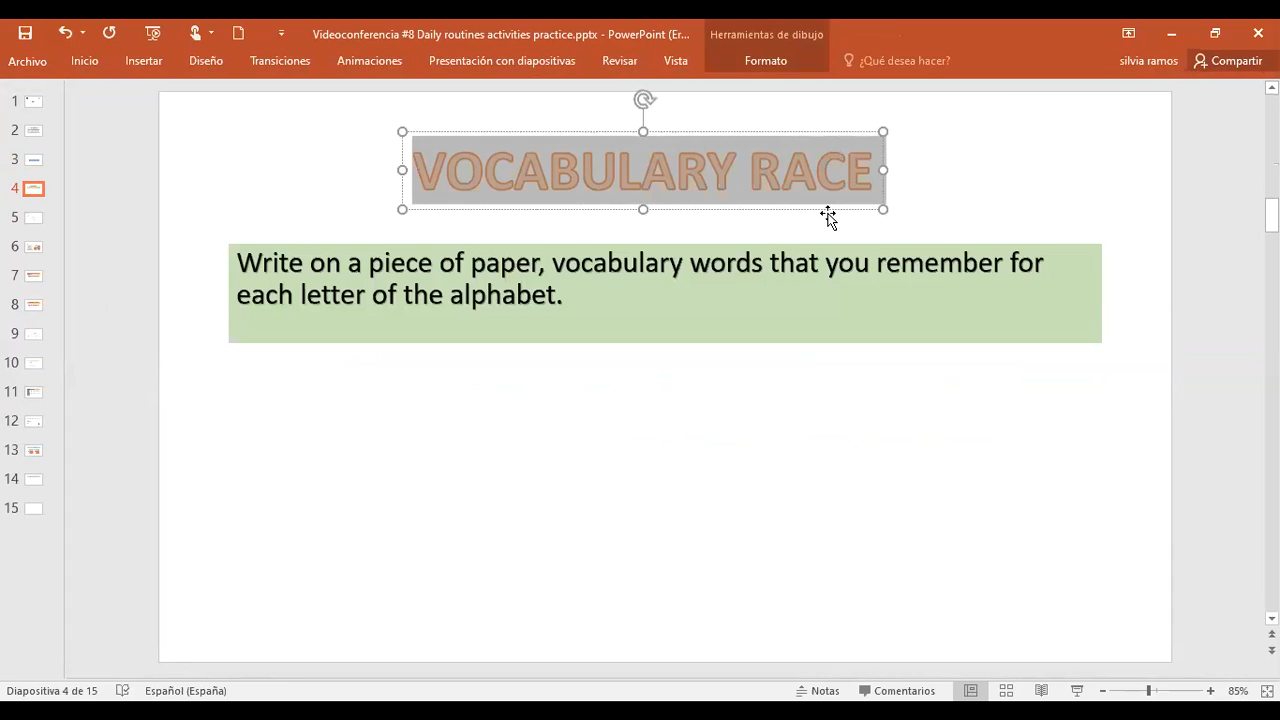 Videoconferencia #8 Daily routines activities practice.pptx - PowerPoint (Er...
Herramientas de dibujo
Archivo
Inicio
Insertar
Diseño
Transiciones
Animaciones
Presentación con diapositivas
Revisar
Vista
Formato
¿Qué desea hacer?
silvia ramos
Compartir
1
2
3
4
5
6
7
8
9
10
11
12
13
14
15
VOCABULARY RACE
Write on a piece of paper, vocabulary words that you remember for
each letter of the alphabet.
Diapositiva 4 de 15
Español (España)
Notas
Comentarios
85%